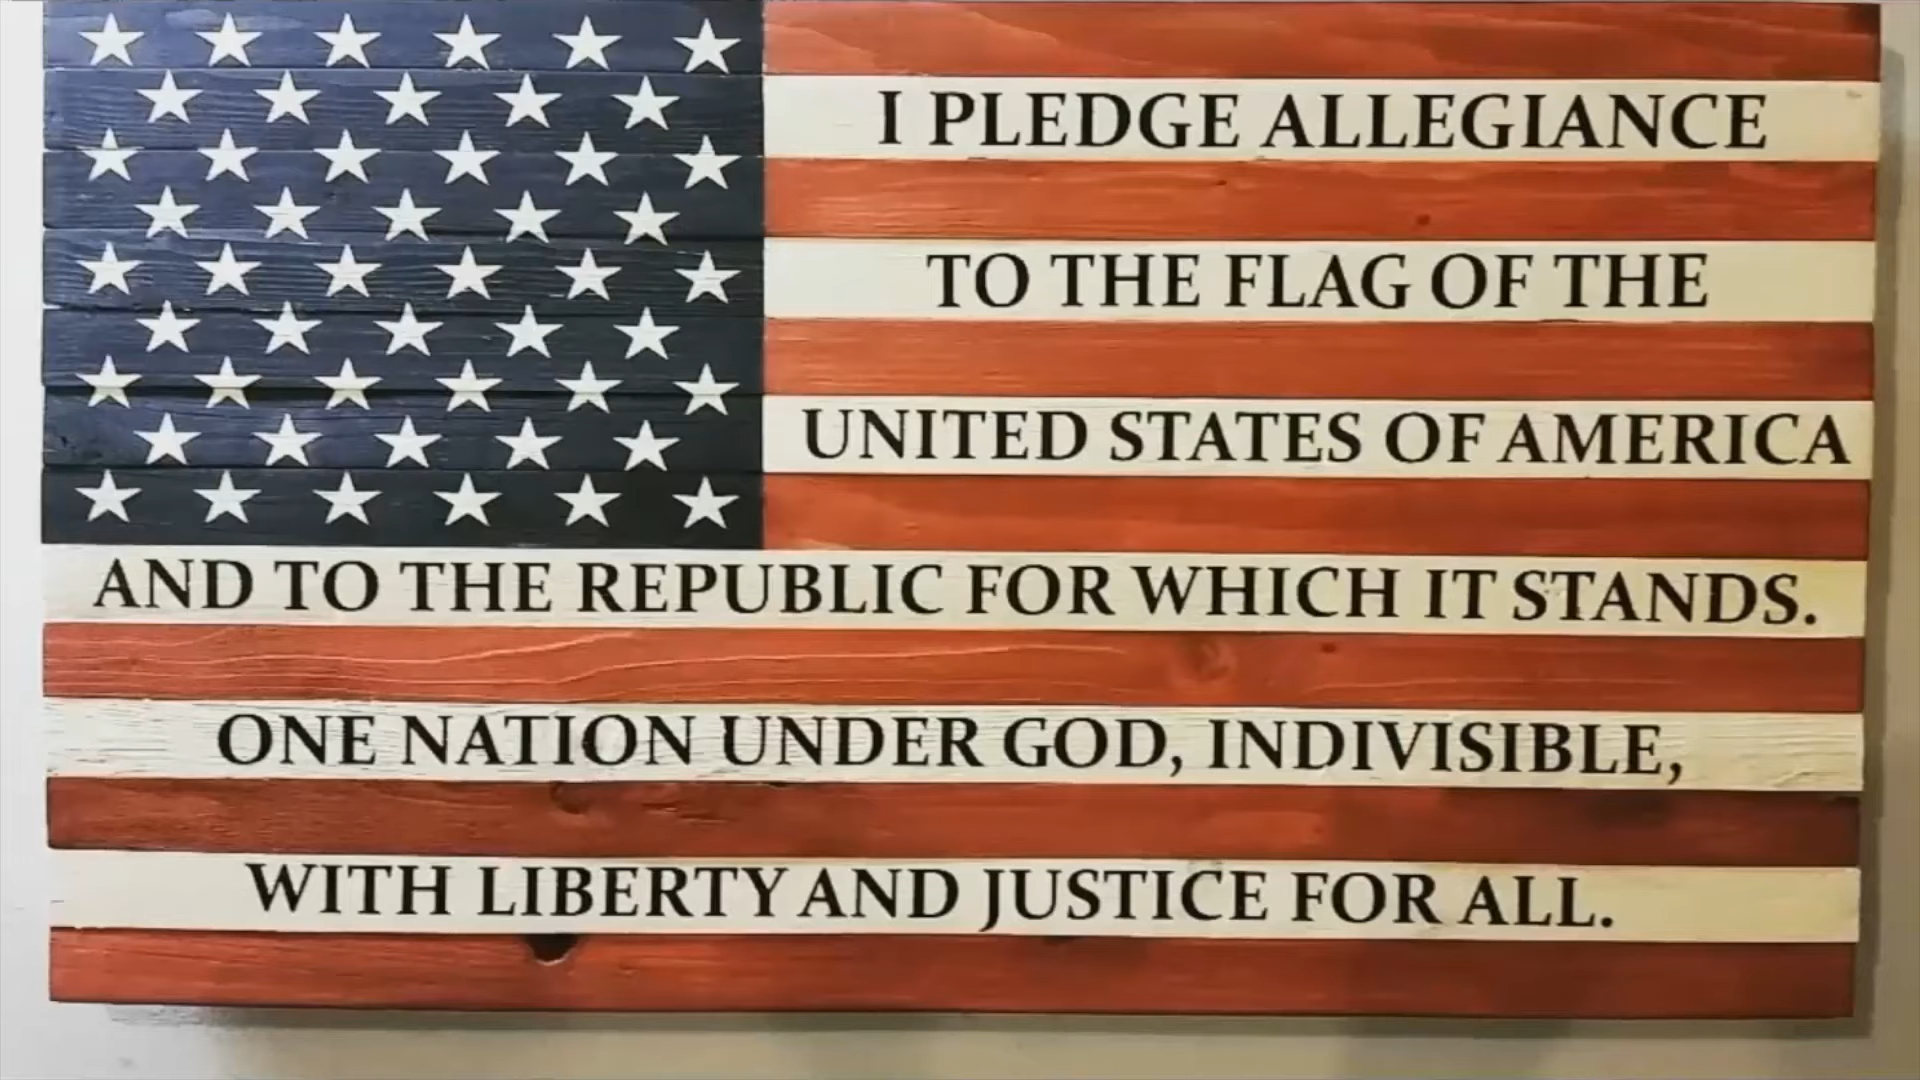 I PLEDGE ALLEGIANCE
TO THE FLAG OF THE
UNITED STATES OF AMERICA
AND TO THE REPUBLIC FOR WHICH IT STANDS.
ONE NATION UNDER GOD, INDIVISIBLE,
WITH LIBERTY AND JUSTICE FOR ALL.